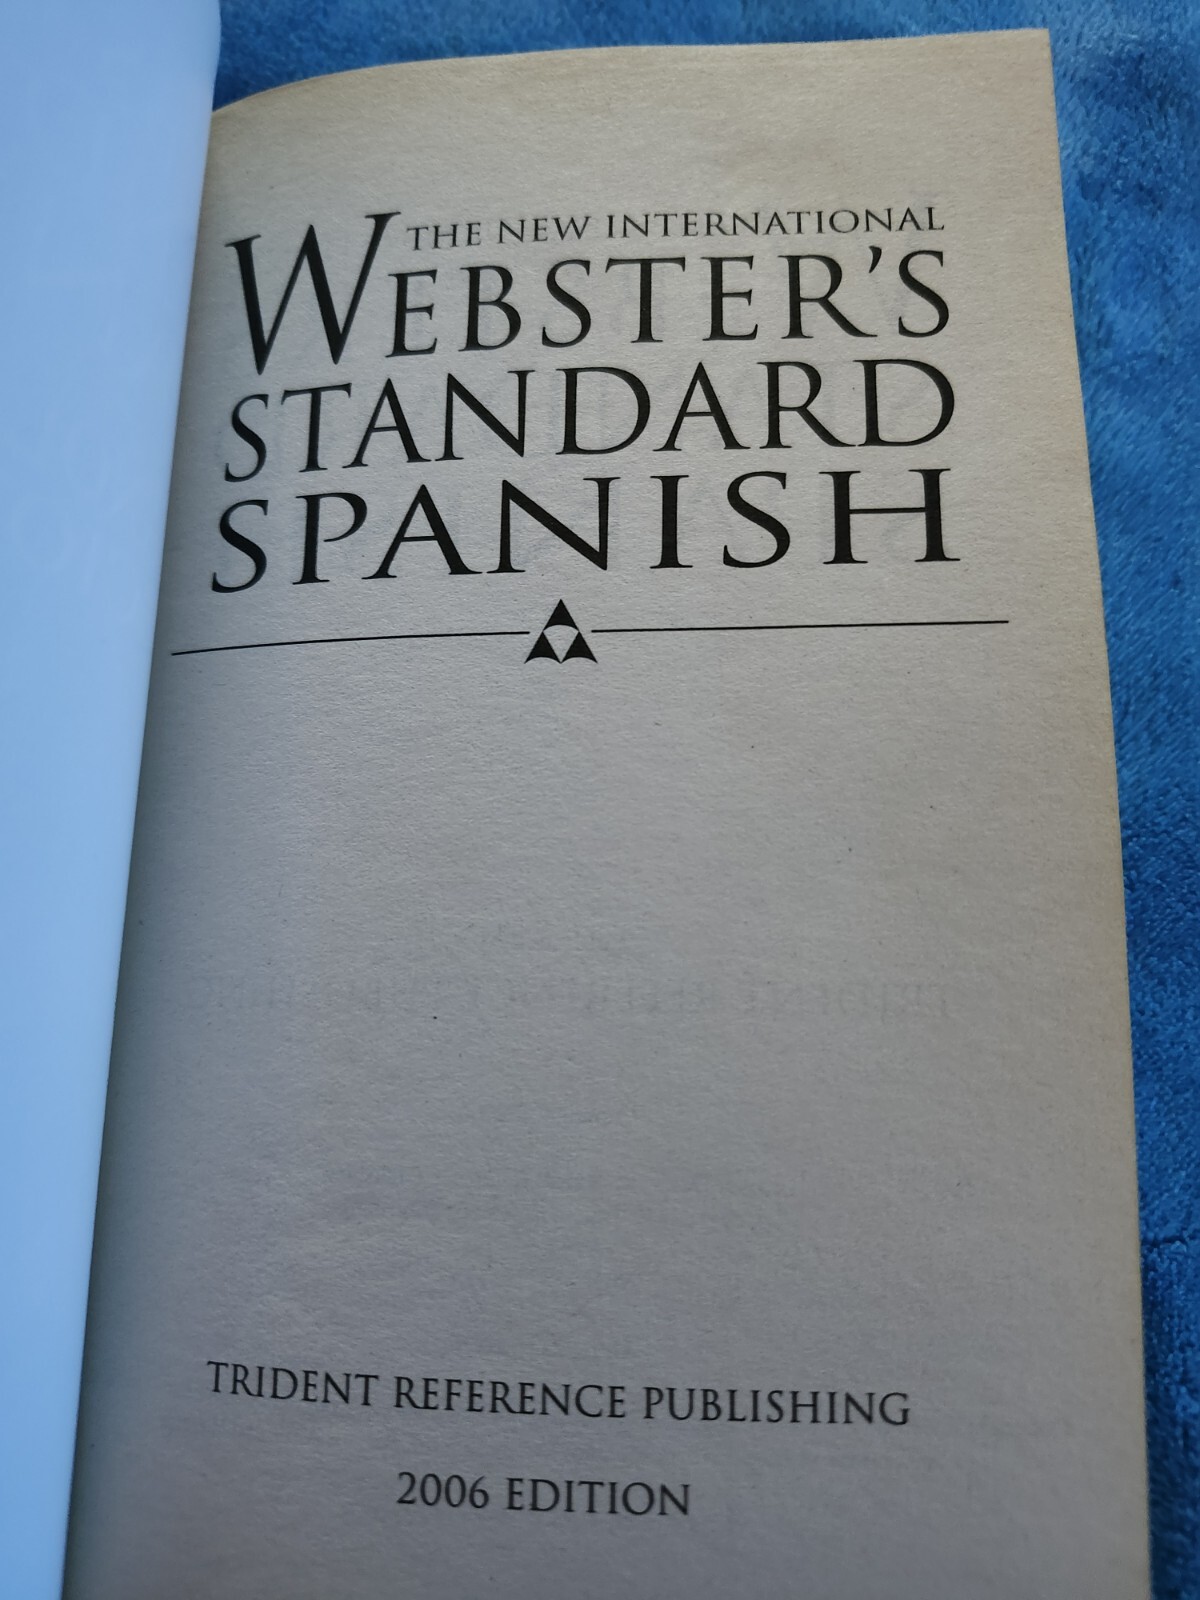 THE NEW INTERNATIONAL
WEBSTER'S
STANDARD
SPANISH
TRIDENT REFERENCE PUBLISHING
2006 EDITION